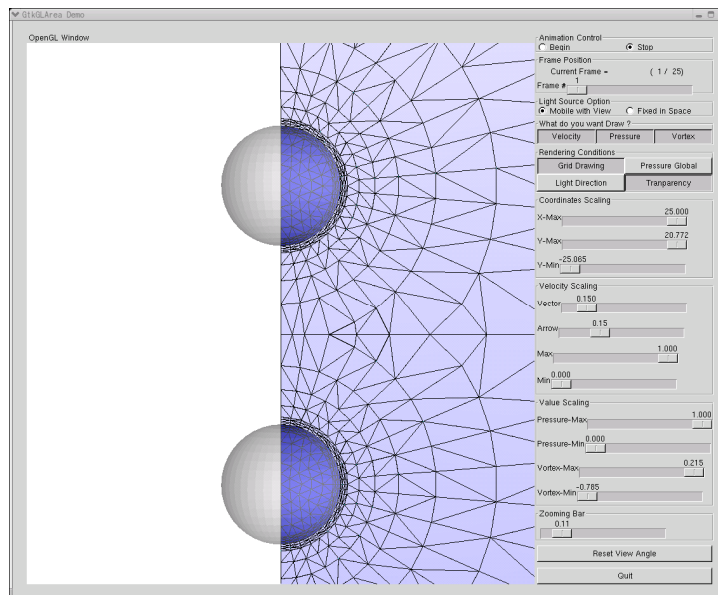 GtkGLArea Demo
OpenGL Window
Animation Control
Begin Stop
Frame Position
Current Frame = ( 1 / 25)
1
Frame #
Light Source Option
Mobile with View Fixed in Space
What do you want Draw ?
Velocity Pressure Vortex
Rendering Conditions
Grid Drawing Pressure Global
Light Direction Tranparency
Coordinates Scaling
25.000
X-Max
20.772
Y-Max
-25.065
Y-Min
Velocity Scaling
0.150
Vector
0.15
Arrow
1.000
Max
0.000
Min
Value Scaling
1.000
Pressure-Max
0.000
Pressure-Min
0.215
Vortex-Max
-0.785
Vortex-Min
Zooming Bar
0.11
Reset View Angle
Quit